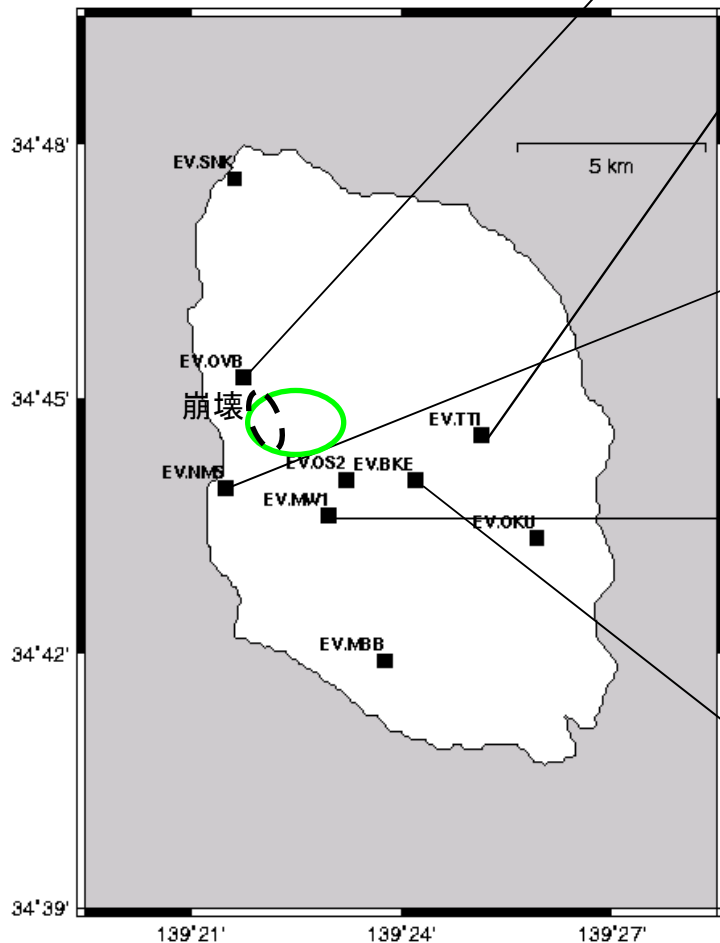 34°48'
EV.SNK
5 km
EV.OVB
34°45'
崩壊
EV.TTI
EV.OS2
EV.BKE
EV.NMS
EV.MW1
EV.OKU
EV.MBB
34°42'
34°39'
139°21'
139°24'
139°27'